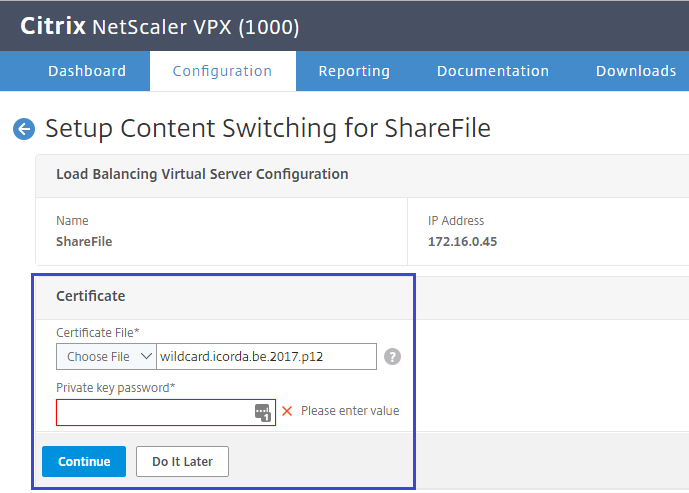 Citrix NetScaler VPX (1000)
Dashboard Configuration Reporting Documentation Downloads
Setup Content Switching for ShareFile
Load Balancing Virtual Server Configuration
Name IP Address
ShareFile 172.16.0.45
Certificate
Certificate File*
Choose File wildcard.icorda.be.2017.p12 ?
Private key password*
1 Please enter value
Continue Do It Later